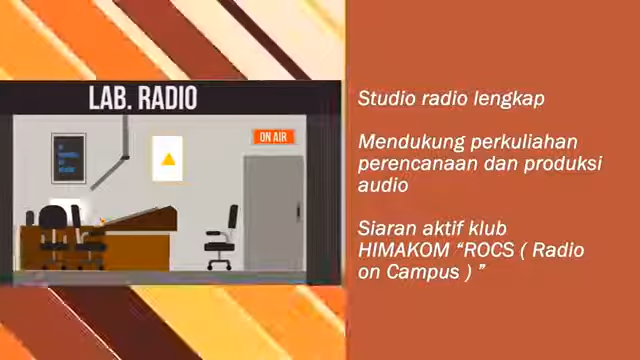 LAB. RADIO
ON AIR
Studio radio lengkap
Mendukung perkuliahan
perencanaan dan produksi
audio
Siaran aktif klub
HIMAKOM “ROCS ( Radio
on Campus ) ”